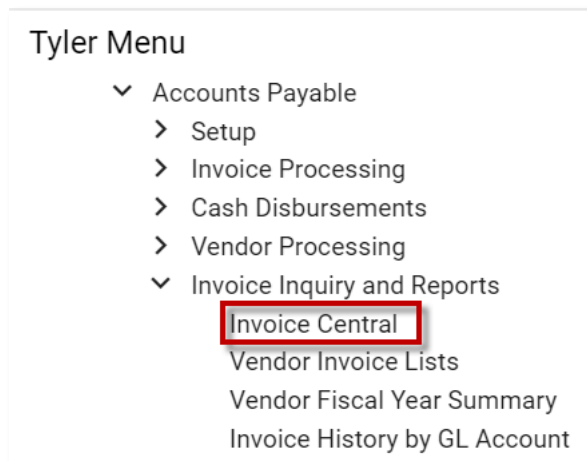 Tyler Menu
Accounts Payable
Setup
Invoice Processing
Cash Disbursements
Vendor Processing
Invoice Inquiry and Reports
Invoice Central
Vendor Invoice Lists
Vendor Fiscal Year Summary
Invoice History by GL Account